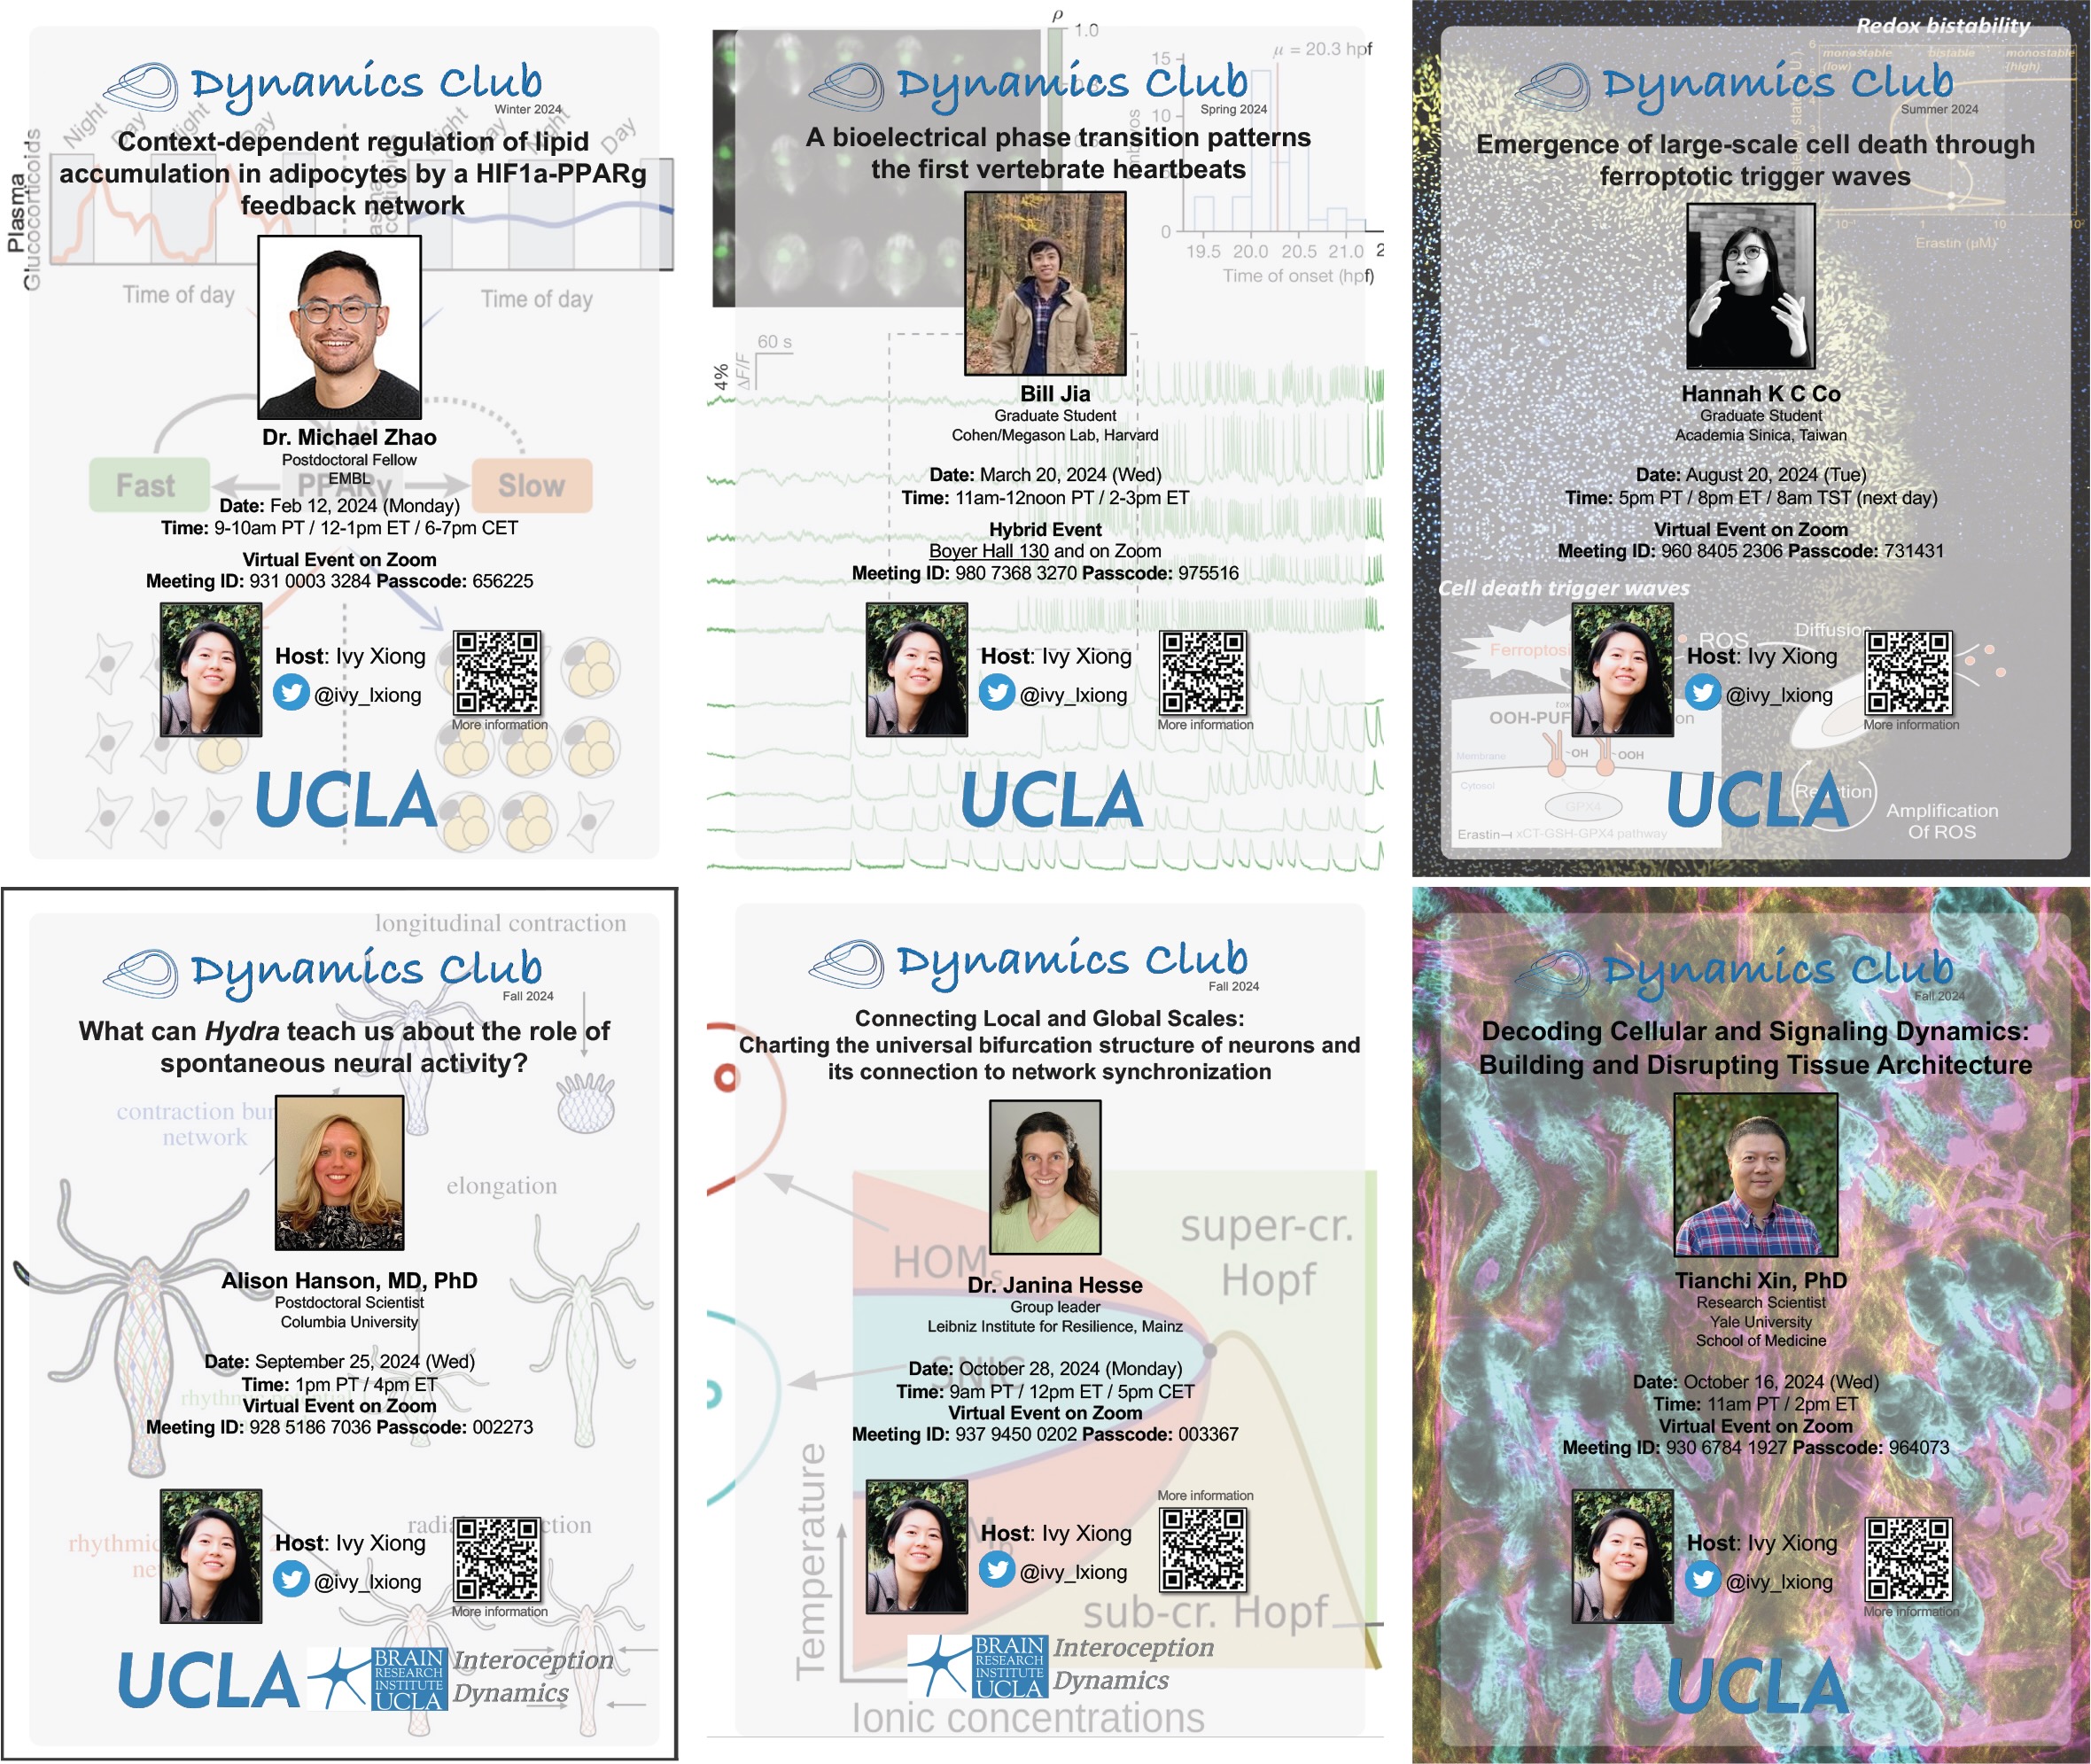 Dynamics Club
Winter 2024
Context-dependent regulation of lipid
accumulation in adipocytes by a HIF1a-PPARg
feedback network
Night
Day
Night
Day
Night
Day
Night
Day
Plasma
Glucocorticoids
Time of day
Time of day
Dr. Michael Zhao
Postdoctoral Fellow
EMBL
Fast
PPARγ
Slow
Date: Feb 12, 2024 (Monday)
Time: 9-10am PT / 12-1pm ET / 6-7pm CET
Virtual Event on Zoom
Meeting ID: 931 0003 3284 Passcode: 656225
Host: Ivy Xiong
@ivy_lxiong
More information
UCLA
ρ
1.0
μ = 20.3 hpf
15
10
0
19.5 20.0 20.5 21.0 2
Time of onset (hpf)
Dynamics Club
Spring 2024
A bioelectrical phase transition patterns
the first vertebrate heartbeats
60 s
4%
ΔF/F
Bill Jia
Graduate Student
Cohen/Megason Lab, Harvard
Date: March 20, 2024 (Wed)
Time: 11am-12noon PT / 2-3pm ET
Hybrid Event
Boyer Hall 130 and on Zoom
Meeting ID: 980 7368 3270 Passcode: 975516
Host: Ivy Xiong
@ivy_lxiong
More information
UCLA
Redox bistability
monostable
(low)
bistable
monostable
(high)
Dynamics Club
Summer 2024
Emergence of large-scale cell death through
ferroptotic trigger waves
1
10
Erastin (μM)
Hannah K C Co
Graduate Student
Academia Sinica, Taiwan
Date: August 20, 2024 (Tue)
Time: 5pm PT / 8pm ET / 8am TST (next day)
Virtual Event on Zoom
Meeting ID: 960 8405 2306 Passcode: 731431
Cell death trigger waves
Ferroptosi
ROS
Diffusion
Host: Ivy Xiong
@ivy_lxiong
More information
OOH-PUF
Membrane
-OH
OOH
Cytosol
GPX4
Erastin⊣ xCT-GSH-GPX4 pathway
Reaction
Amplification
Of ROS
UCLA
longitudinal contraction
Dynamics Club
Fall 2024
What can Hydra teach us about the role of
spontaneous neural activity?
contraction bur
network
elongation
Alison Hanson, MD, PhD
Postdoctoral Scientist
Columbia University
Date: September 25, 2024 (Wed)
Time: 1pm PT / 4pm ET
Virtual Event on Zoom
Meeting ID: 928 5186 7036 Passcode: 002273
Host: Ivy Xiong
@ivy_lxiong
More information
UCLA
BRAIN
RESEARCH
INSTITUTE
UCLA
Interoception
Dynamics
Dynamics Club
Fall 2024
Connecting Local and Global Scales:
Charting the universal bifurcation structure of neurons and
its connection to network synchronization
HOMs
super-cr.
Hopf
Dr. Janina Hesse
Group leader
Leibniz Institute for Resilience, Mainz
SNIC
Date: October 28, 2024 (Monday)
Time: 9am PT / 12pm ET / 5pm CET
Virtual Event on Zoom
Meeting ID: 937 9450 0202 Passcode: 003367
More information
Host: Ivy Xiong
@ivy_lxiong
Temperature
sub-cr. Hopf
BRAIN
RESEARCH
INSTITUTE
UCLA
Interoception
Dynamics
Ionic concentrations
Dynamics Club
Fall 2024
Decoding Cellular and Signaling Dynamics:
Building and Disrupting Tissue Architecture
Tianchi Xin, PhD
Research Scientist
Yale University
School of Medicine
Date: October 16, 2024 (Wed)
Time: 11am PT / 2pm ET
Virtual Event on Zoom
Meeting ID: 930 6784 1927 Passcode: 964073
Host: Ivy Xiong
@ivy_lxiong
More information
UCLA